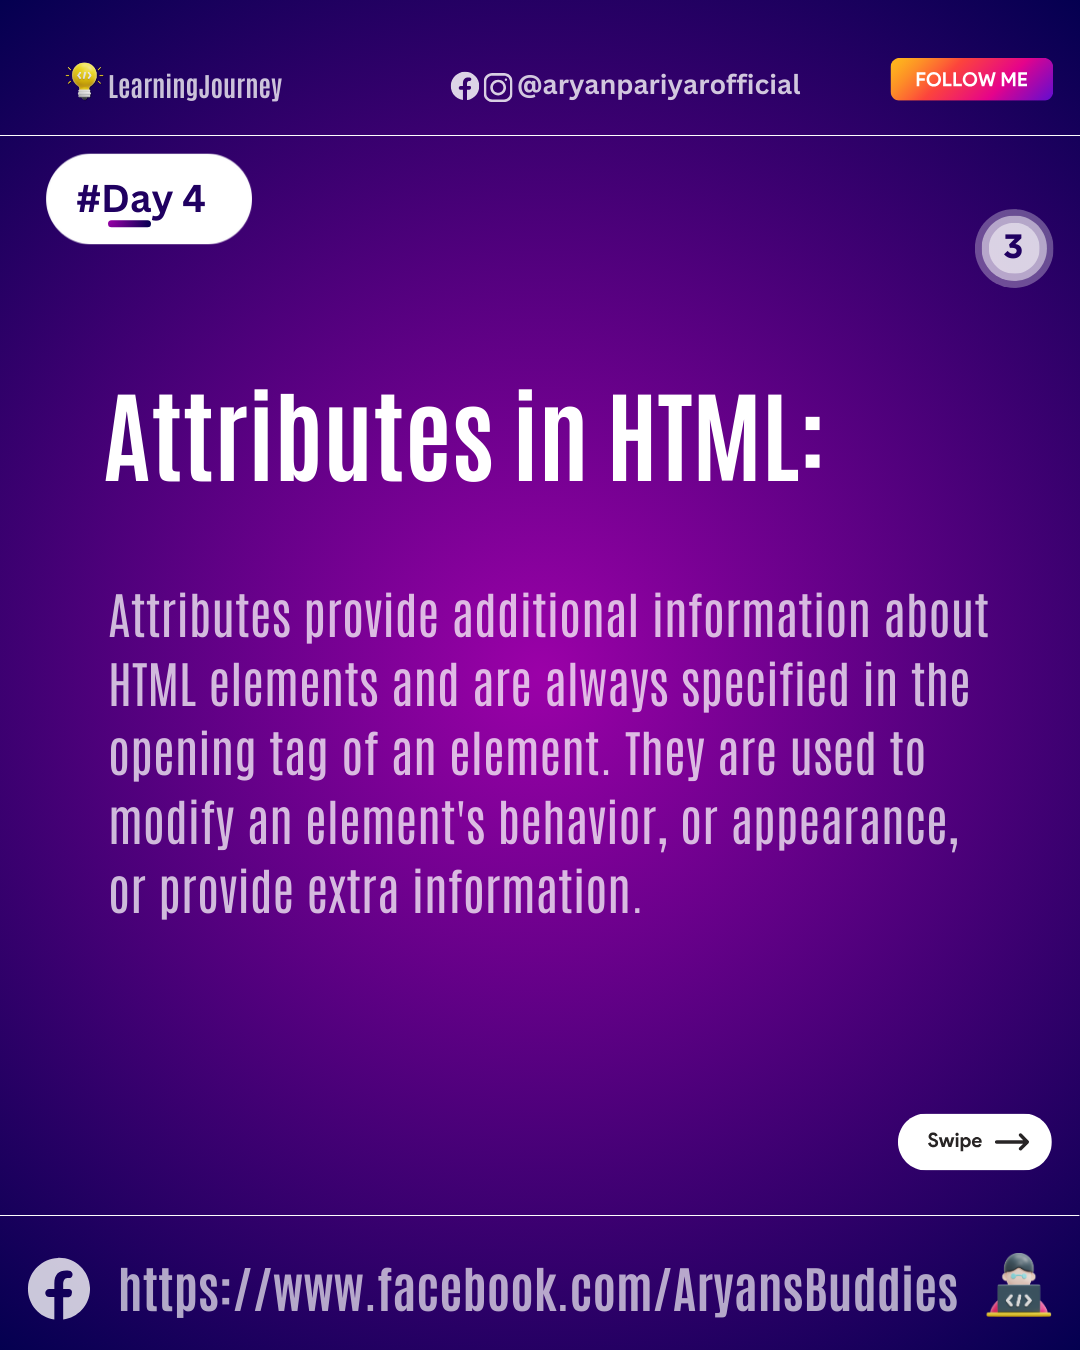 LearningJourney
@aryanpariyarofficial
FOLLOW ME
#Day 4
3
Attributes in HTML:
Attributes provide additional information about
HTML elements and are always specified in the
opening tag of an element. They are used to
modify an element's behavior, or appearance,
or provide extra information.
Swipe
https://www.facebook.com/AryansBuddies